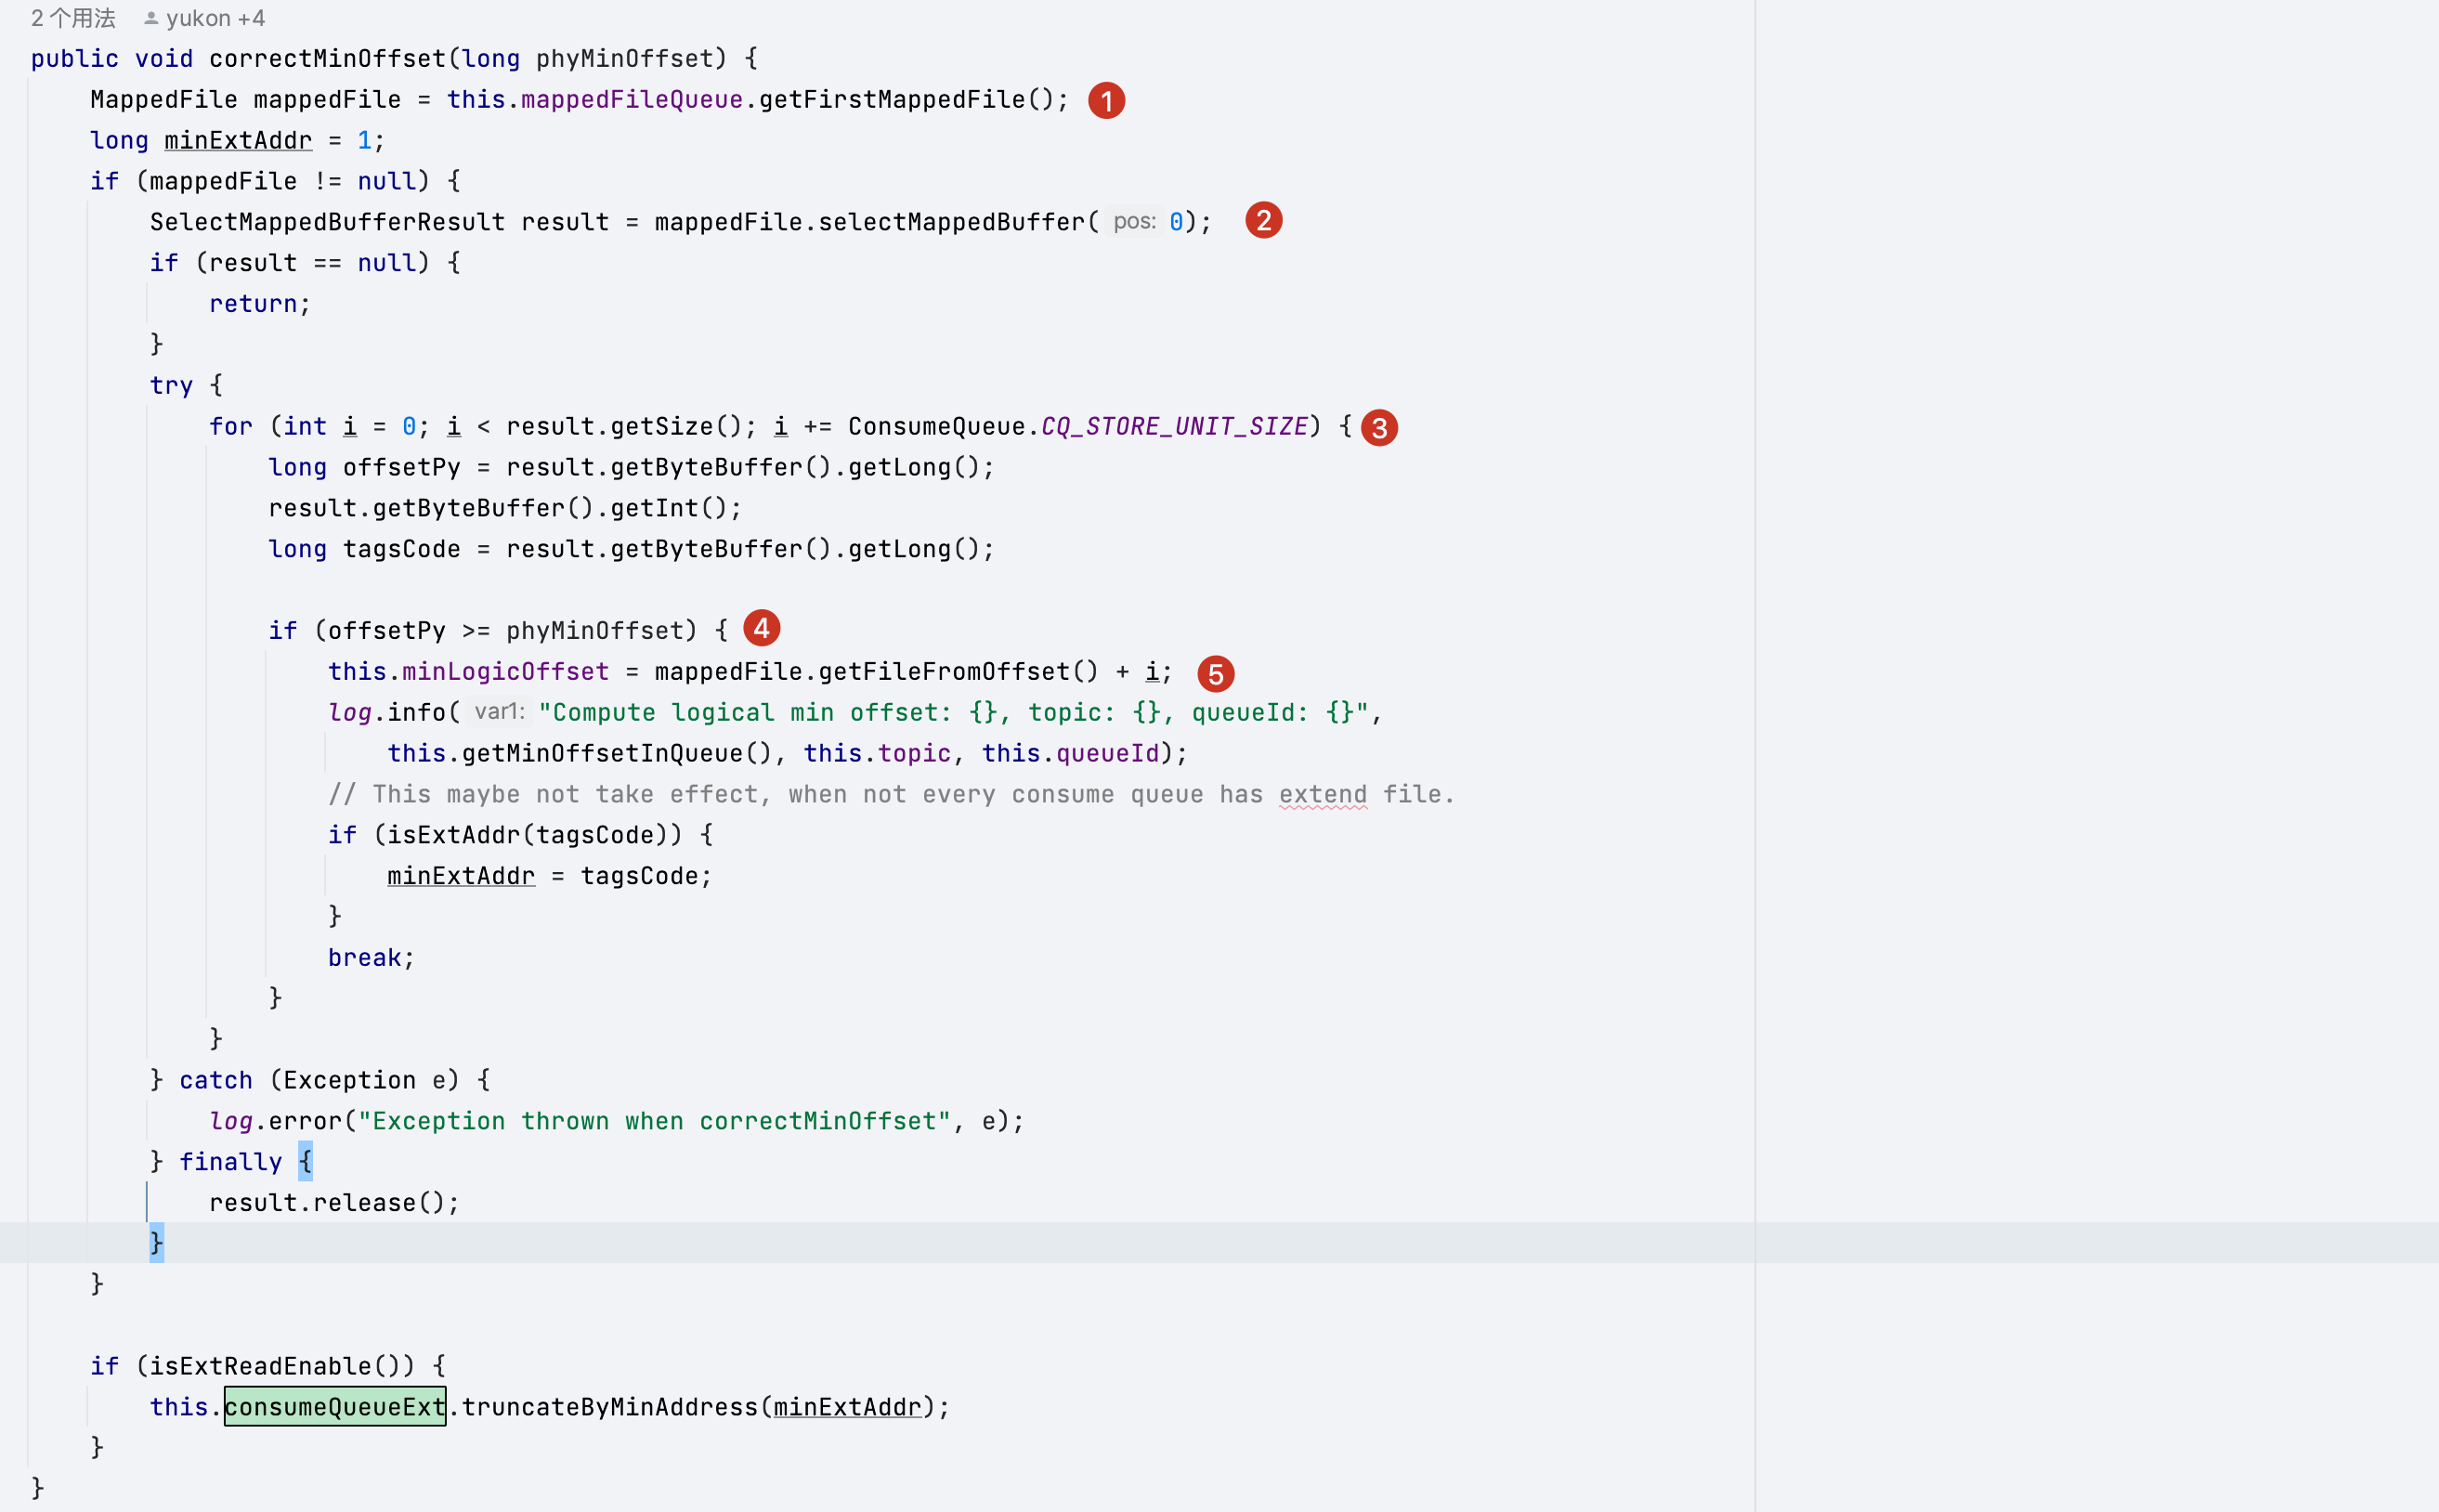 2 个用法 yukon +4
public void correctMinOffset(long phyMinOffset) {
MappedFile mappedFile = this.mappedFileQueue.getFirstMappedFile(); 1
long minExtAddr = 1;
if (mappedFile != null) {
SelectMappedBufferResult result = mappedFile.selectMappedBuffer( pos: 0); 2
if (result == null) {
return;
}
try {
for (int i = 0; i < result.getSize(); i += ConsumeQueue.CQ_STORE_UNIT_SIZE) { 3
long offsetPy = result.getByteBuffer().getLong();
result.getByteBuffer().getInt();
long tagsCode = result.getByteBuffer().getLong();
if (offsetPy >= phyMinOffset) { 4
this.minLogicOffset = mappedFile.getFileFromOffset() + i; 5
log.info( var1: "Compute logical min offset: {}, topic: {}, queueId: {}",
this.getMinOffsetInQueue(), this.topic, this.queueId);
// This maybe not take effect, when not every consume queue has extend file.
if (isExtAddr(tagsCode)) {
minExtAddr = tagsCode;
}
break;
}
}
} catch (Exception e) {
log.error("Exception thrown when correctMinOffset", e);
} finally {
result.release();
}
}
if (isExtReadEnable()) {
this.consumeQueueExt.truncateByMinAddress(minExtAddr);
}
}